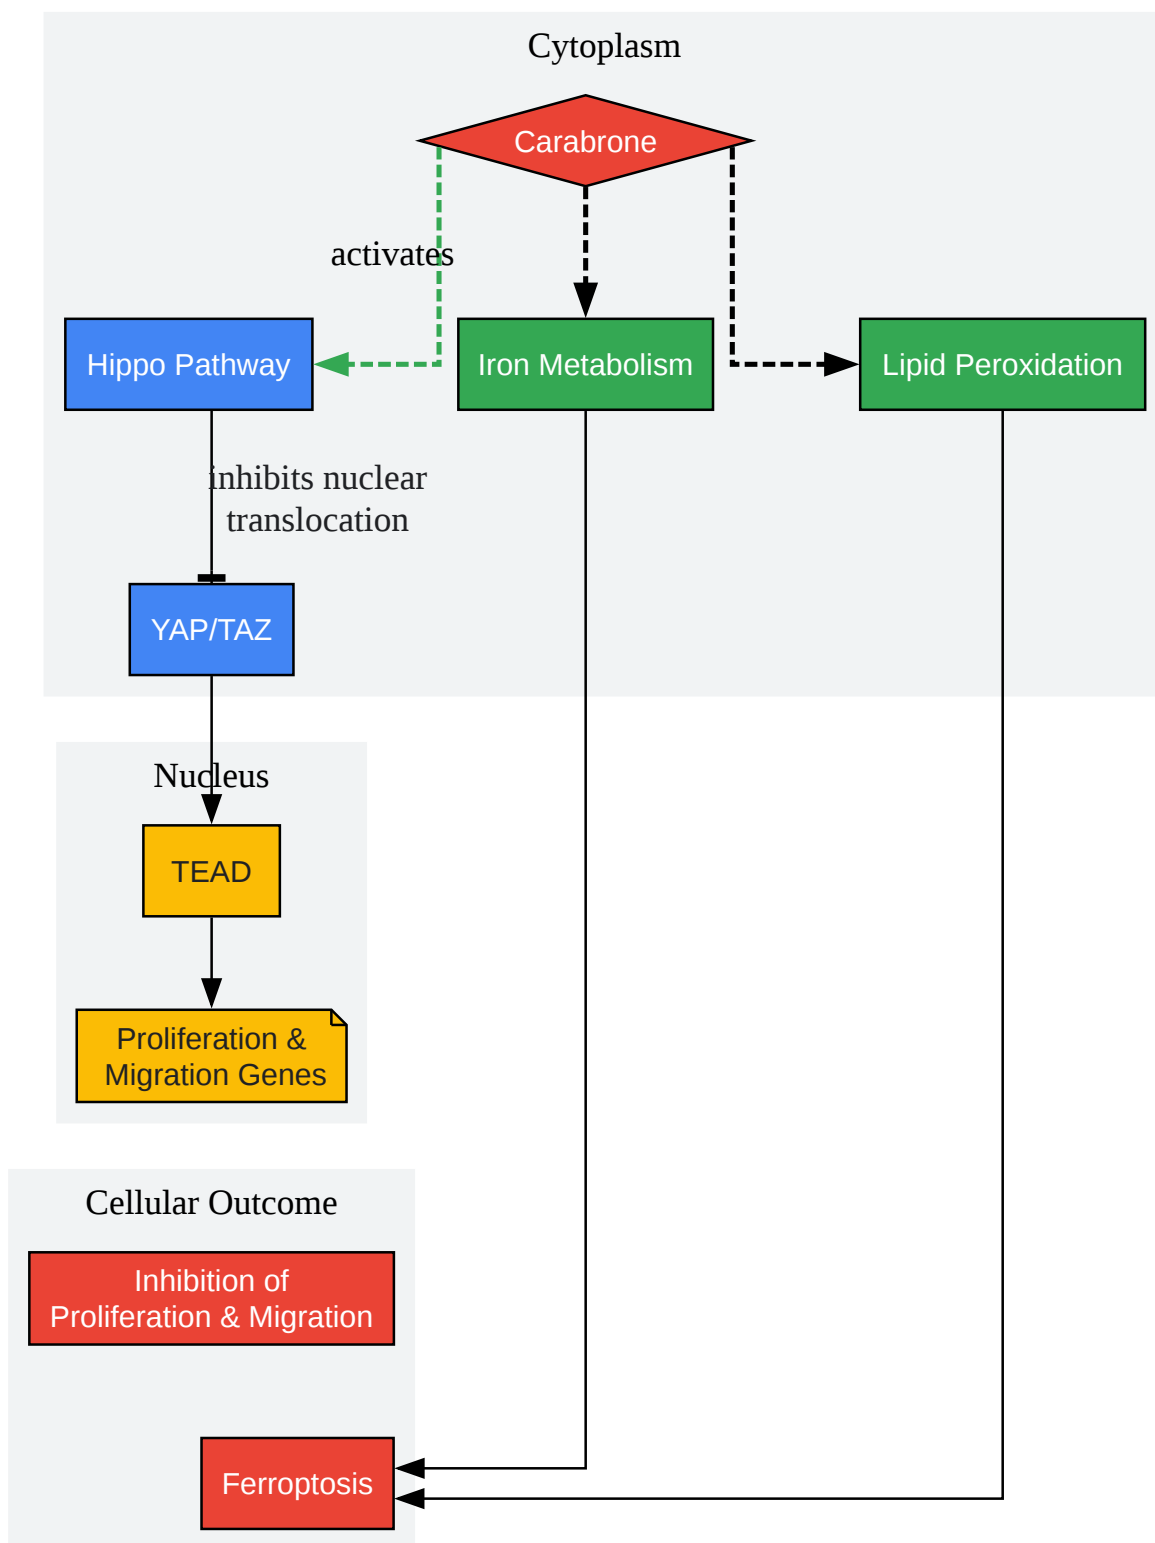 Cytoplasm
Carabrone
activates
Hippo Pathway
Iron Metabolism
Lipid Peroxidation
inhibits nuclear
translocation
YAP/TAZ
Nucleus
TEAD
Proliferation &
Migration Genes
Cellular Outcome
Inhibition of
Proliferation & Migration
Ferroptosis